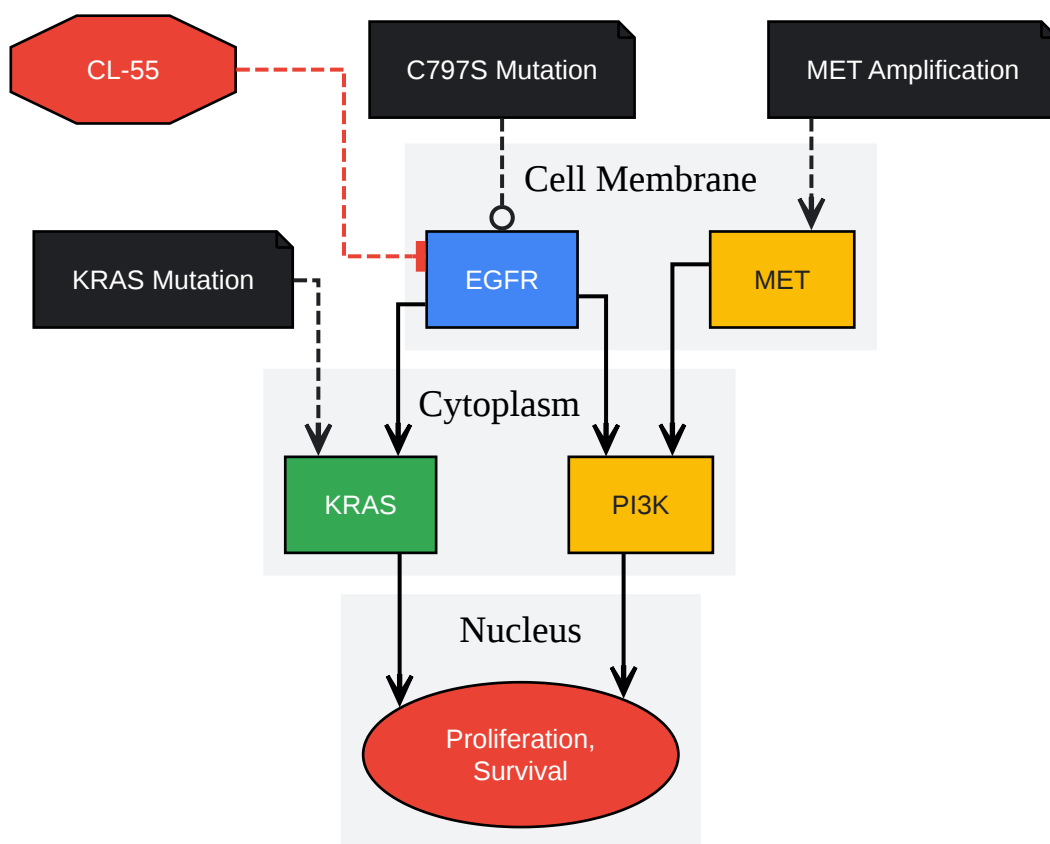 CL-55
C797S Mutation
MET Amplification
Cell Membrane
KRAS Mutation
EGFR
MET
Cytoplasm
KRAS
PI3K
Nucleus
Proliferation,
Survival